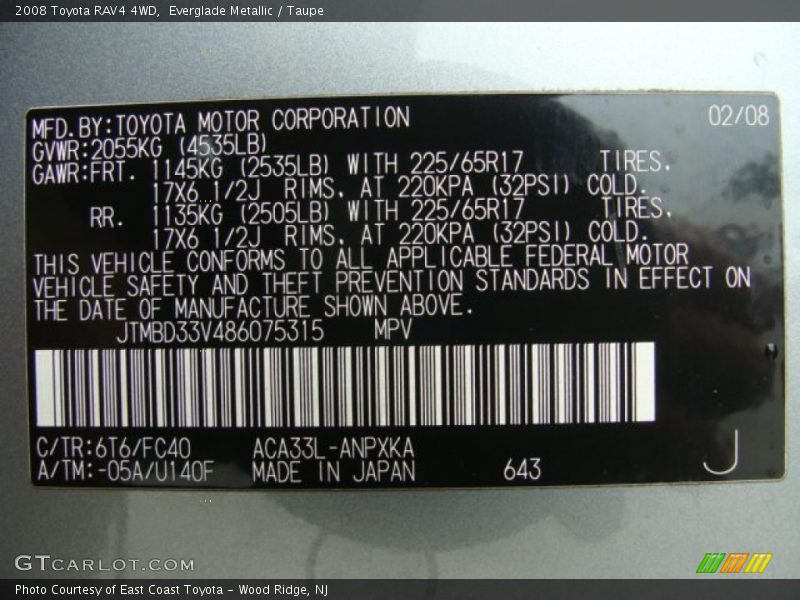 2008 Toyota RAV4 4WD,  Everglade Metallic / Taupe
MFD.BY:TOYOTA MOTOR CORPORATION 02/08
GVWR:2055KG (4535LB)
GAWR:FRT. 1145KG (2535LB) WITH 225/65R17 TIRES.
17X6 1/2J RIMS. AT 220KPA (32PSI) COLD.
RR. 1135KG (2505LB) WITH 225/65R17 TIRES.
17X6 1/2J RIMS. AT 220KPA (32PSI) COLD.
THIS VEHICLE CONFORMS TO ALL APPLICABLE FEDERAL MOTOR
VEHICLE SAFETY AND THEFT PREVENTION STANDARDS IN EFFECT ON
THE DATE OF MANUFACTURE SHOWN ABOVE.
JTMBD33V486075315 MPV
C/TR:6T6/FC40 ACA33L-ANPXKA
A/TM:-05A/U140F MADE IN JAPAN 643 J
GTCARLOT.COM
Photo Courtesy of East Coast Toyota - Wood Ridge, NJ